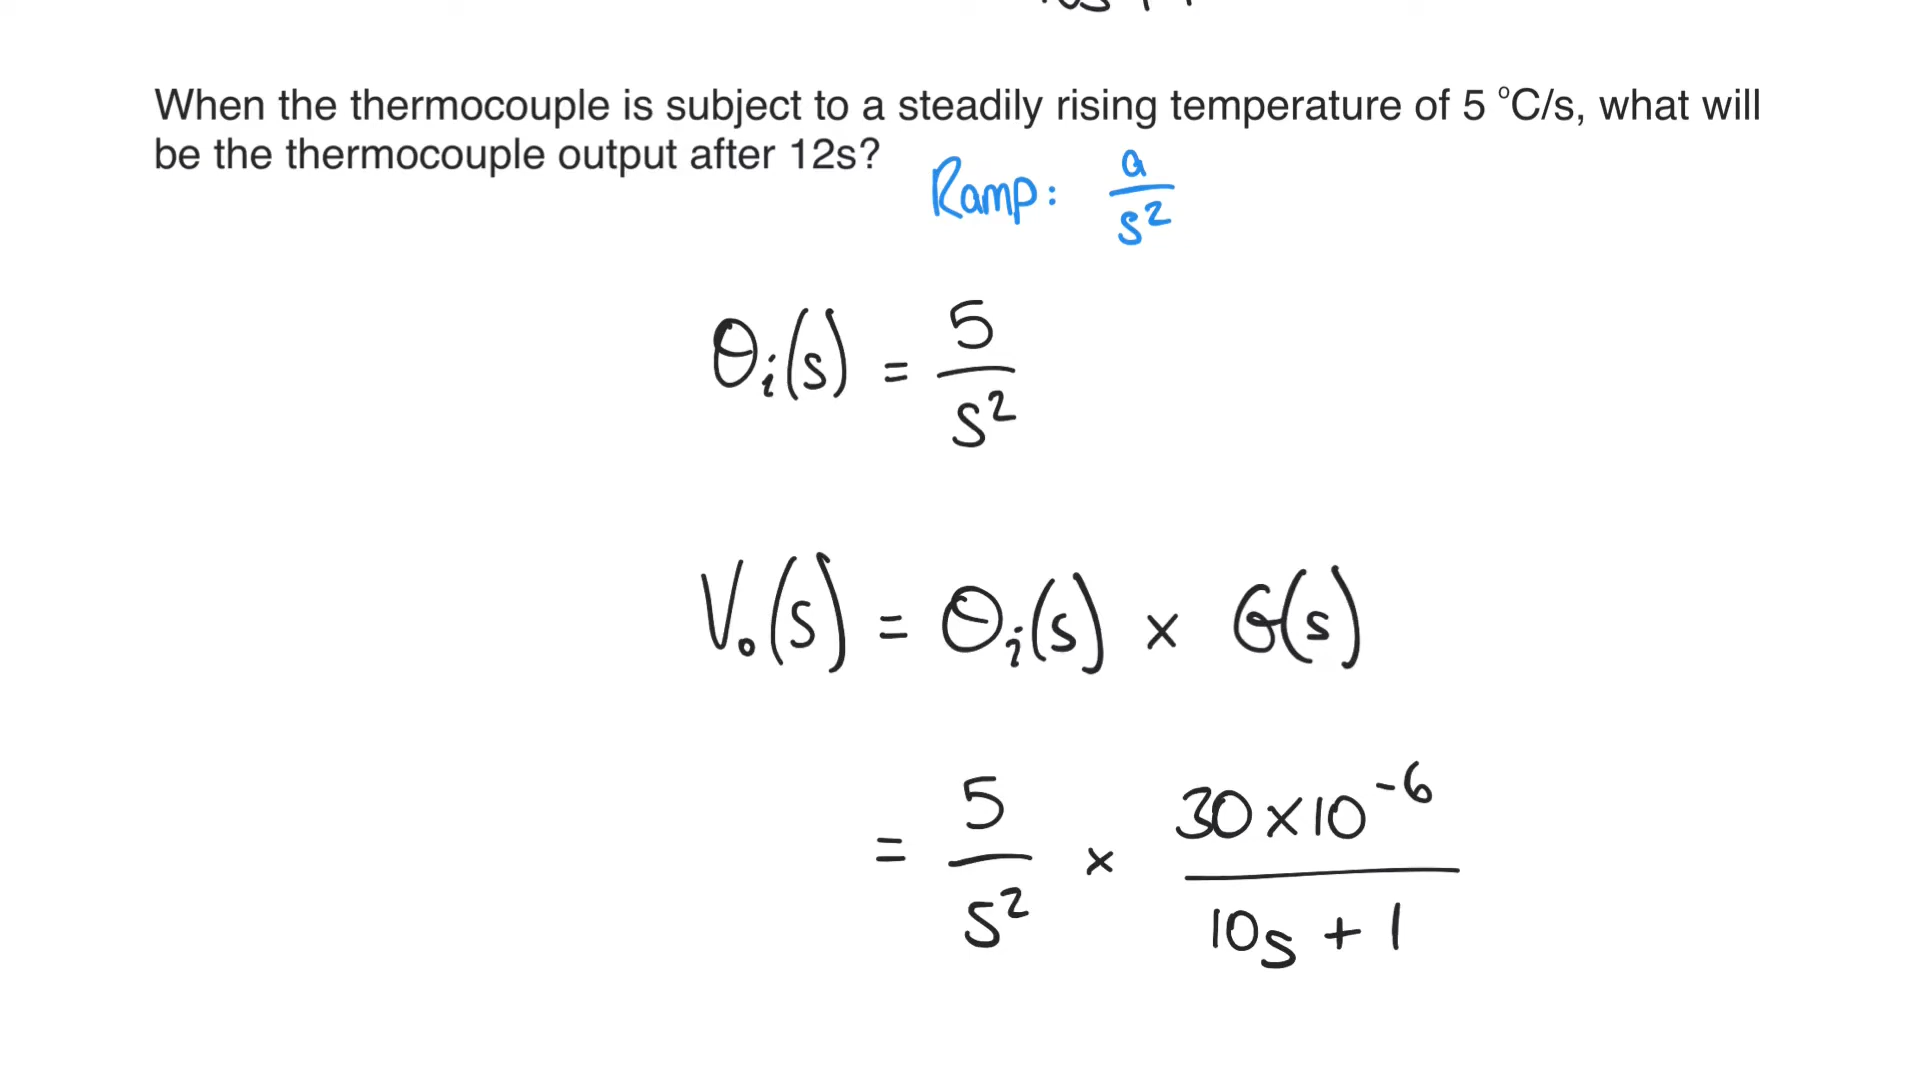 When the thermocouple is subject to a steadily rising temperature of 5 °C/s, what will
be the thermocouple output after 12s?
Ramp: a/s²
θᵢ(s) = 5/s²
V₀(s) = θᵢ(s) × G(s)
= 5/s² × 30×10⁻⁶/10s + 1